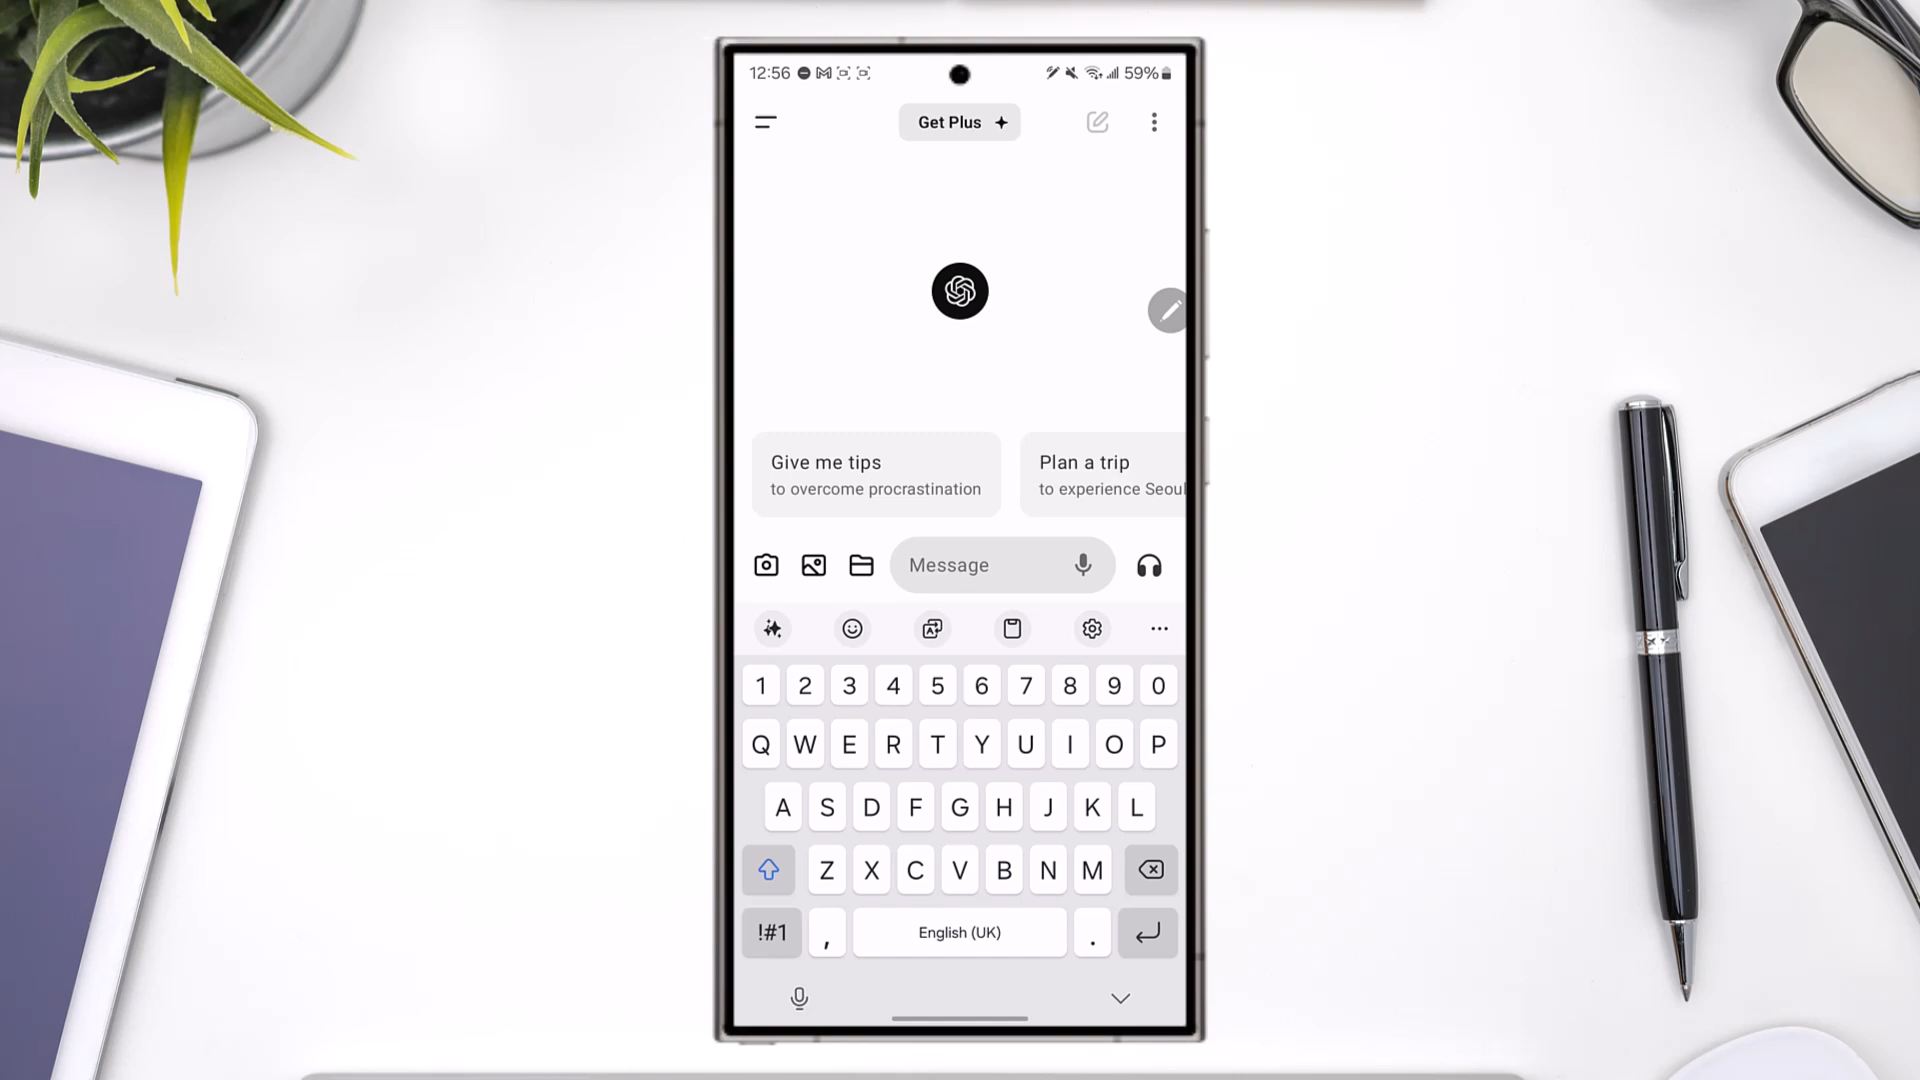 12:56
59%
Get Plus
Give me tips
to overcome procrastination
Plan a trip
to experience Seoul
Message
1 2 3 4 5 6 7 8 9 0
Q W E R T Y U I O P
A S D F G H J K L
Z X C V B N M
!#1 , English (UK) .